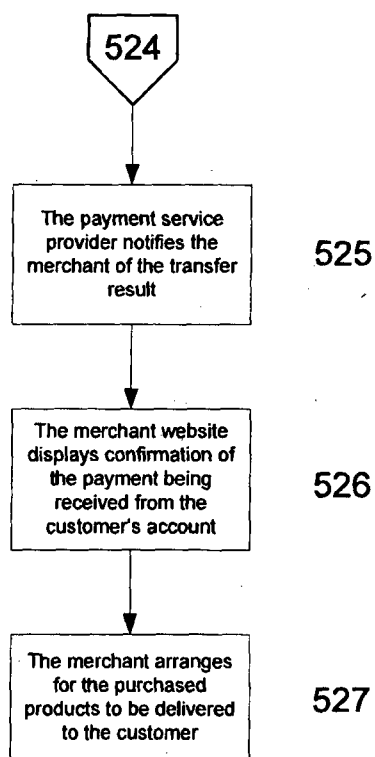 524
The payment service
provider notifies the
merchant of the transfer
result
525
The merchant website
displays confirmation of
the payment being
received from the
customer's account
526
The merchant arranges
for the purchased
products to be delivered
to the customer
527